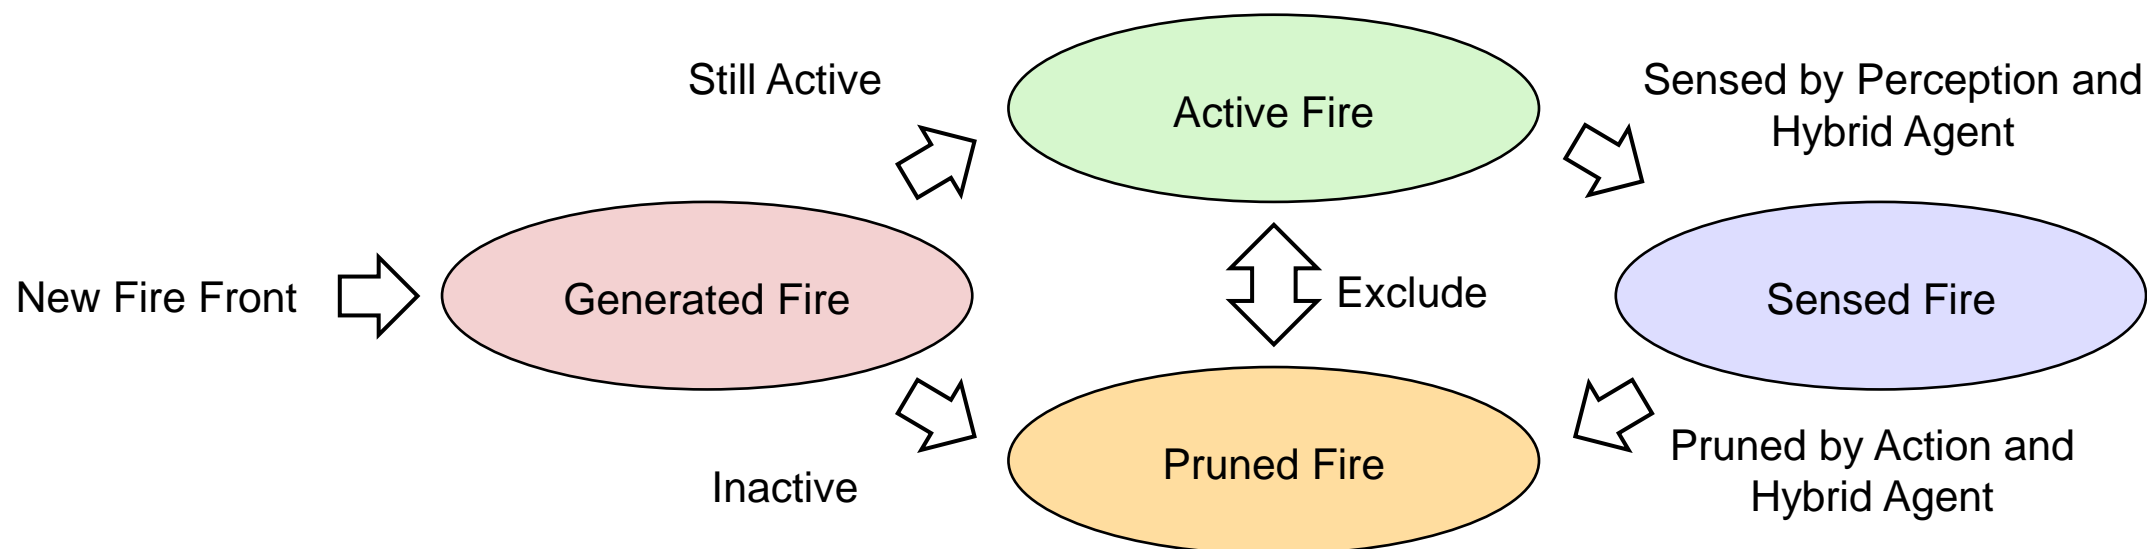 Still Active
Active Fire
Sensed by Perception and
Hybrid Agent
New Fire Front
Generated Fire
Exclude
Sensed Fire
Inactive
Pruned Fire
Pruned by Action and
Hybrid Agent